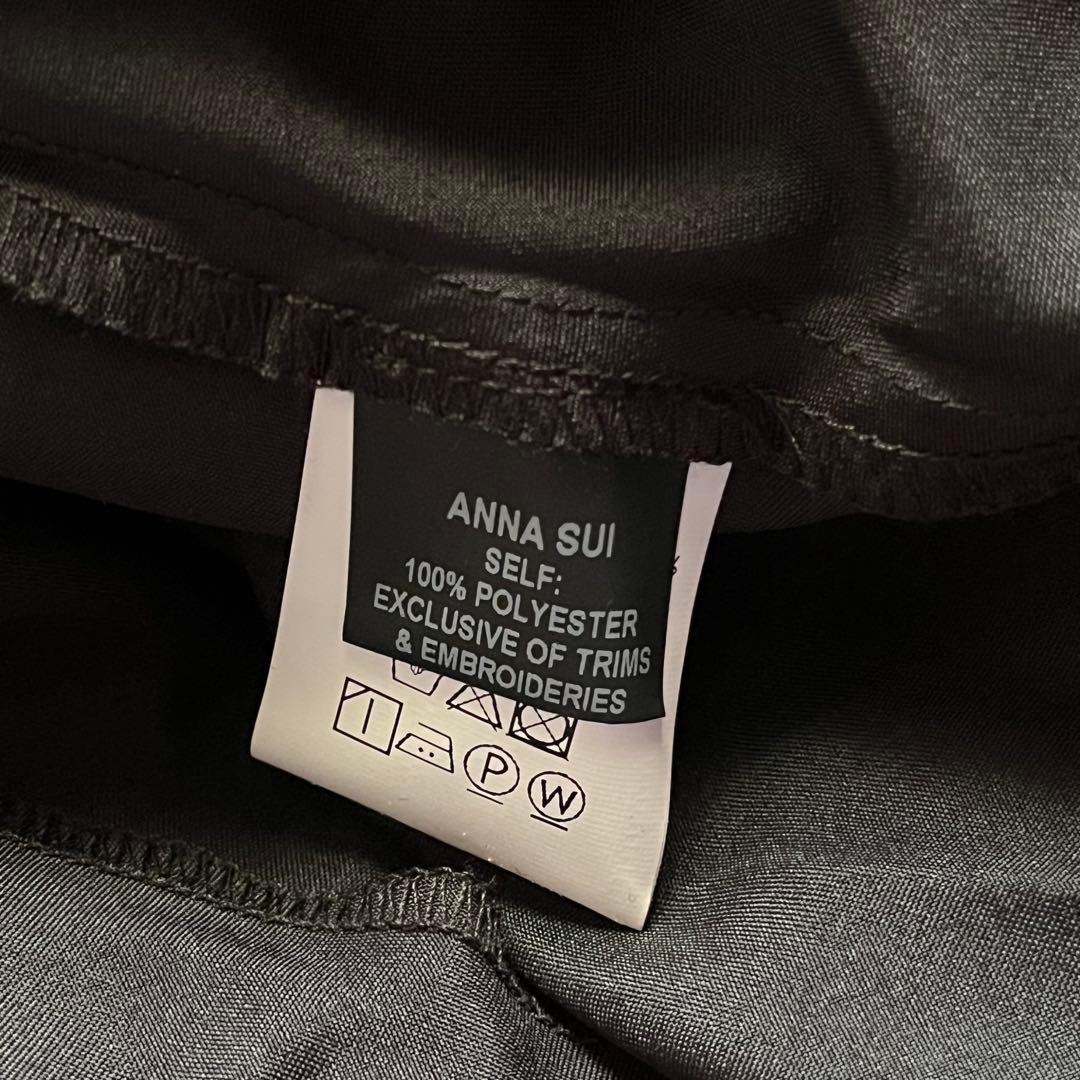 ANNA SUI
SELF:
100% POLYESTER
EXCLUSIVE OF TRIMS
& EMBROIDERIES
P W